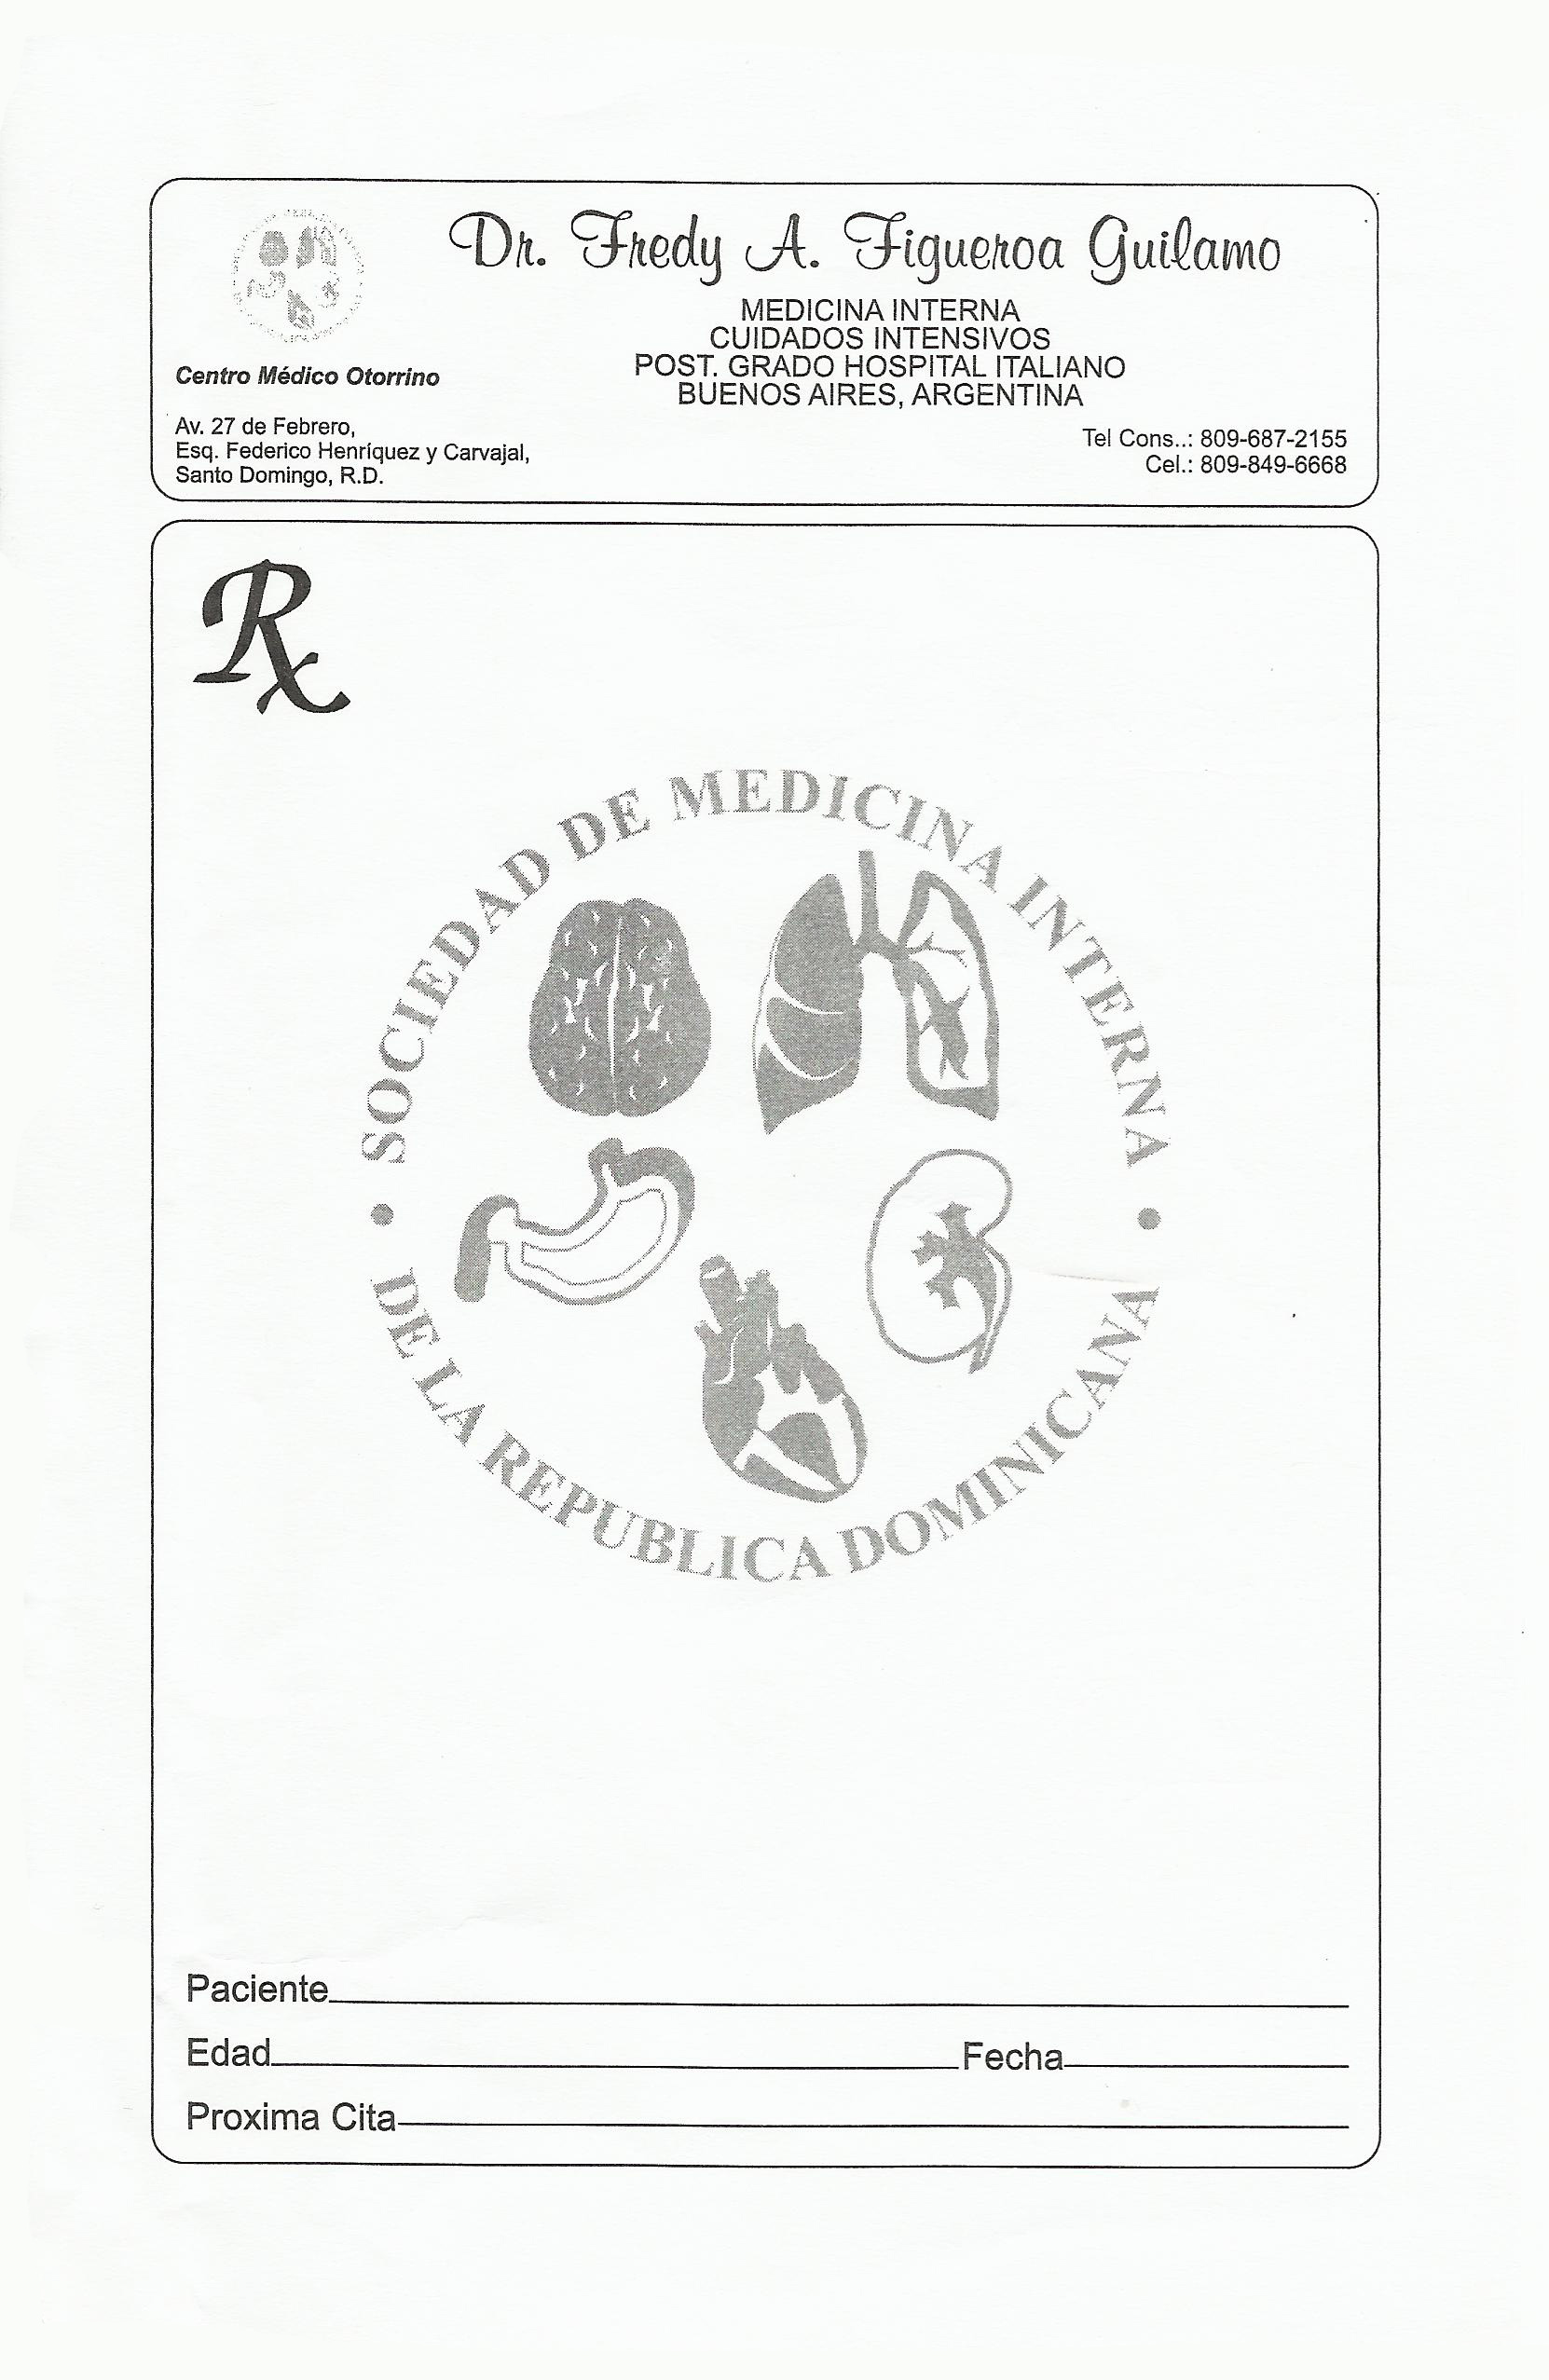 Dr. Fredy A. Figueroa Guilamo
MEDICINA INTERNA
CUIDADOS INTENSIVOS
POST. GRADO HOSPITAL ITALIANO
BUENOS AIRES, ARGENTINA
Centro Médico Otorrino
Av. 27 de Febrero,
Esq. Federico Henríquez y Carvajal,
Santo Domingo, R.D.
Tel Cons..: 809-687-2155
Cel.: 809-849-6668
Rx
SOCIEDAD DE MEDICINA INTERNA
• DE LA REPUBLICA DOMINICANA •
Paciente
Edad Fecha
Proxima Cita